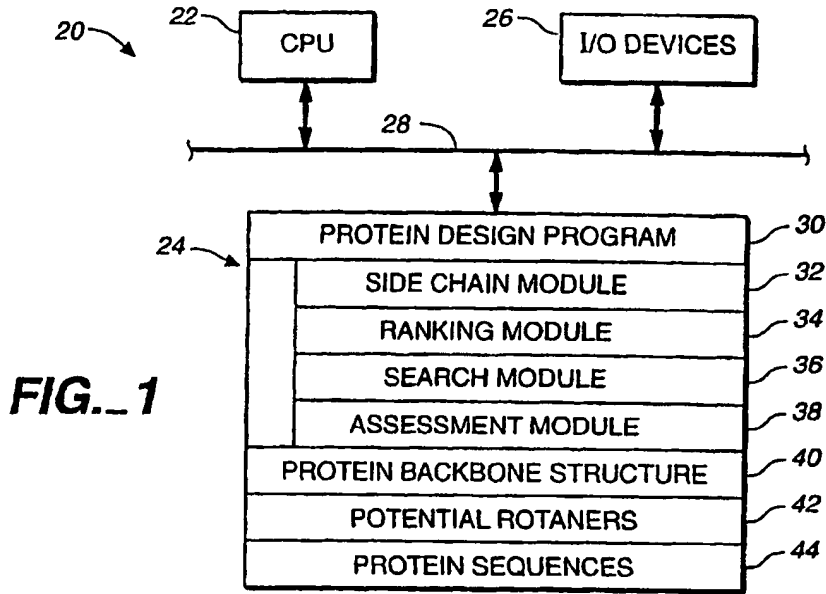 20
22
CPU
26
I/O DEVICES
28
24
PROTEIN DESIGN PROGRAM 30
SIDE CHAIN MODULE 32
RANKING MODULE 34
SEARCH MODULE 36
ASSESSMENT MODULE 38
PROTEIN BACKBONE STRUCTURE 40
POTENTIAL ROTANERS 42
PROTEIN SEQUENCES 44
FIG._1